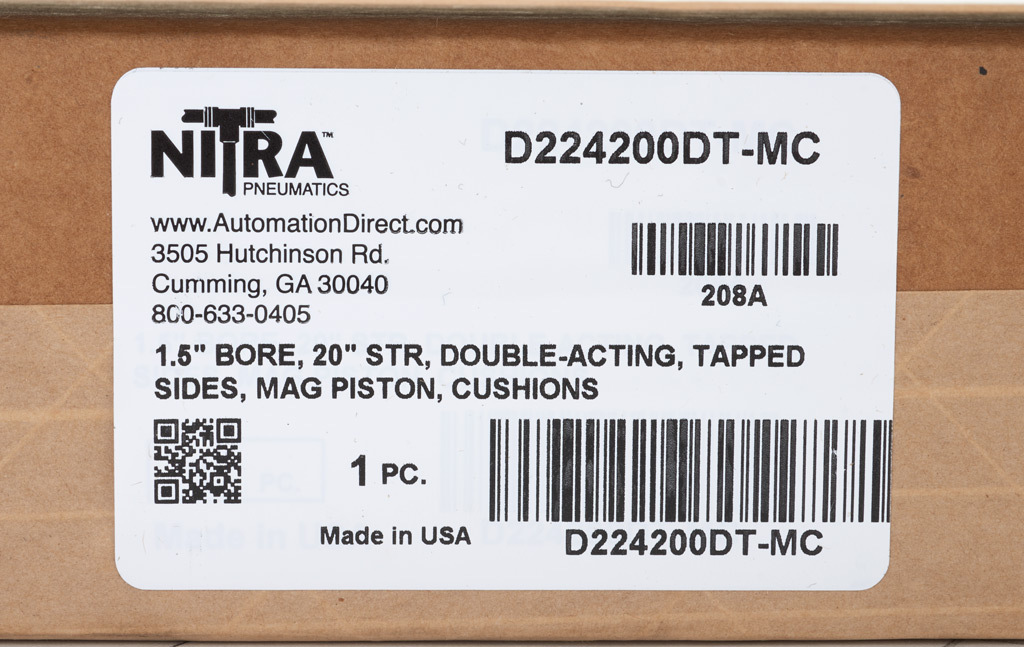 NITRA™
PNEUMATICS
D224200DT-MC
www.AutomationDirect.com
3505 Hutchinson Rd.
Cumming, GA 30040
800-633-0405
208A
1.5" BORE, 20" STR, DOUBLE-ACTING, TAPPED
SIDES, MAG PISTON, CUSHIONS
1 PC.
Made in USA
D224200DT-MC